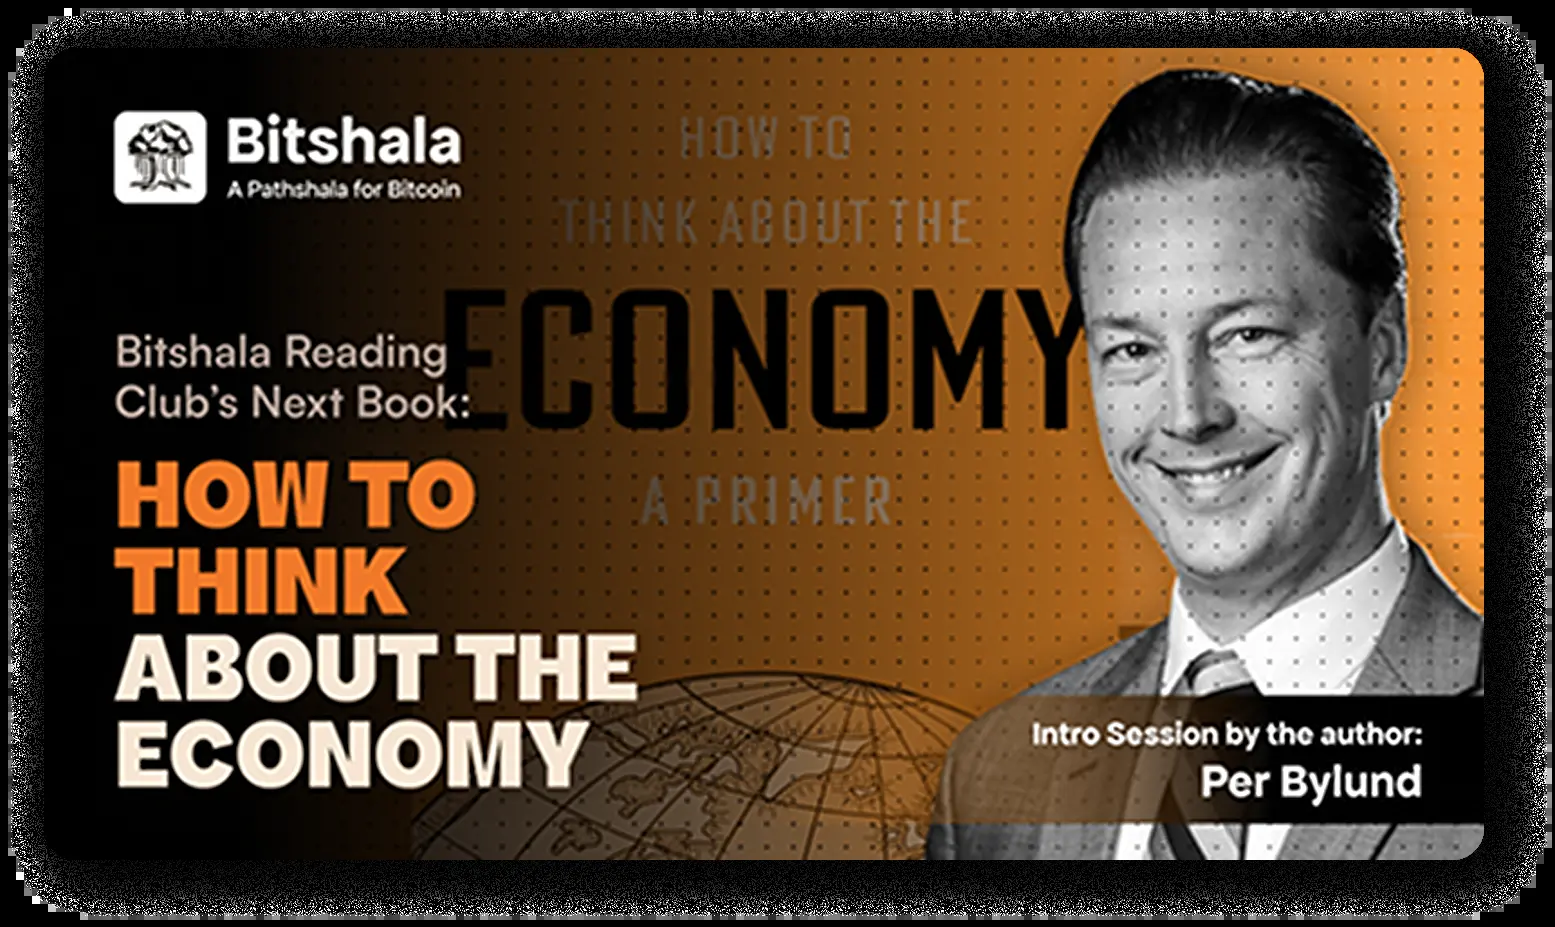 Bitshala
A Pathshala for Bitcoin
HOW TO
THINK ABOUT THE
ECONOMY
A PRIMER
Bitshala Reading
Club's Next Book:
HOW TO
THINK
ABOUT THE
ECONOMY
Intro Session by the author:
Per Bylund